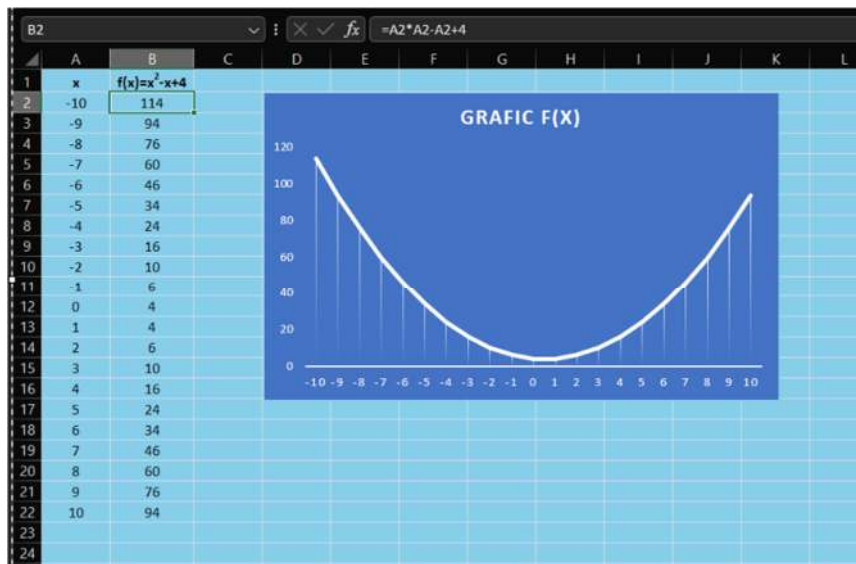 B2 fx =A2*A2-A2+4
A B C D E F G H I J K L
1 x f(x)=x²-x+4
2 -10 114
3 -9 94
4 -8 76
5 -7 60
6 -6 46
7 -5 34
8 -4 24
9 -3 16
10 -2 10
11 -1 6
12 0 4
13 1 4
14 2 6
15 3 10
16 4 16
17 5 24
18 6 34
19 7 46
20 8 60
21 9 76
22 10 94
23
24
GRAFIC F(X)
120
100
80
60
40
20
0
-10 -9 -8 -7 -6 -5 -4 -3 -2 -1 0 1 2 3 4 5 6 7 8 9 10